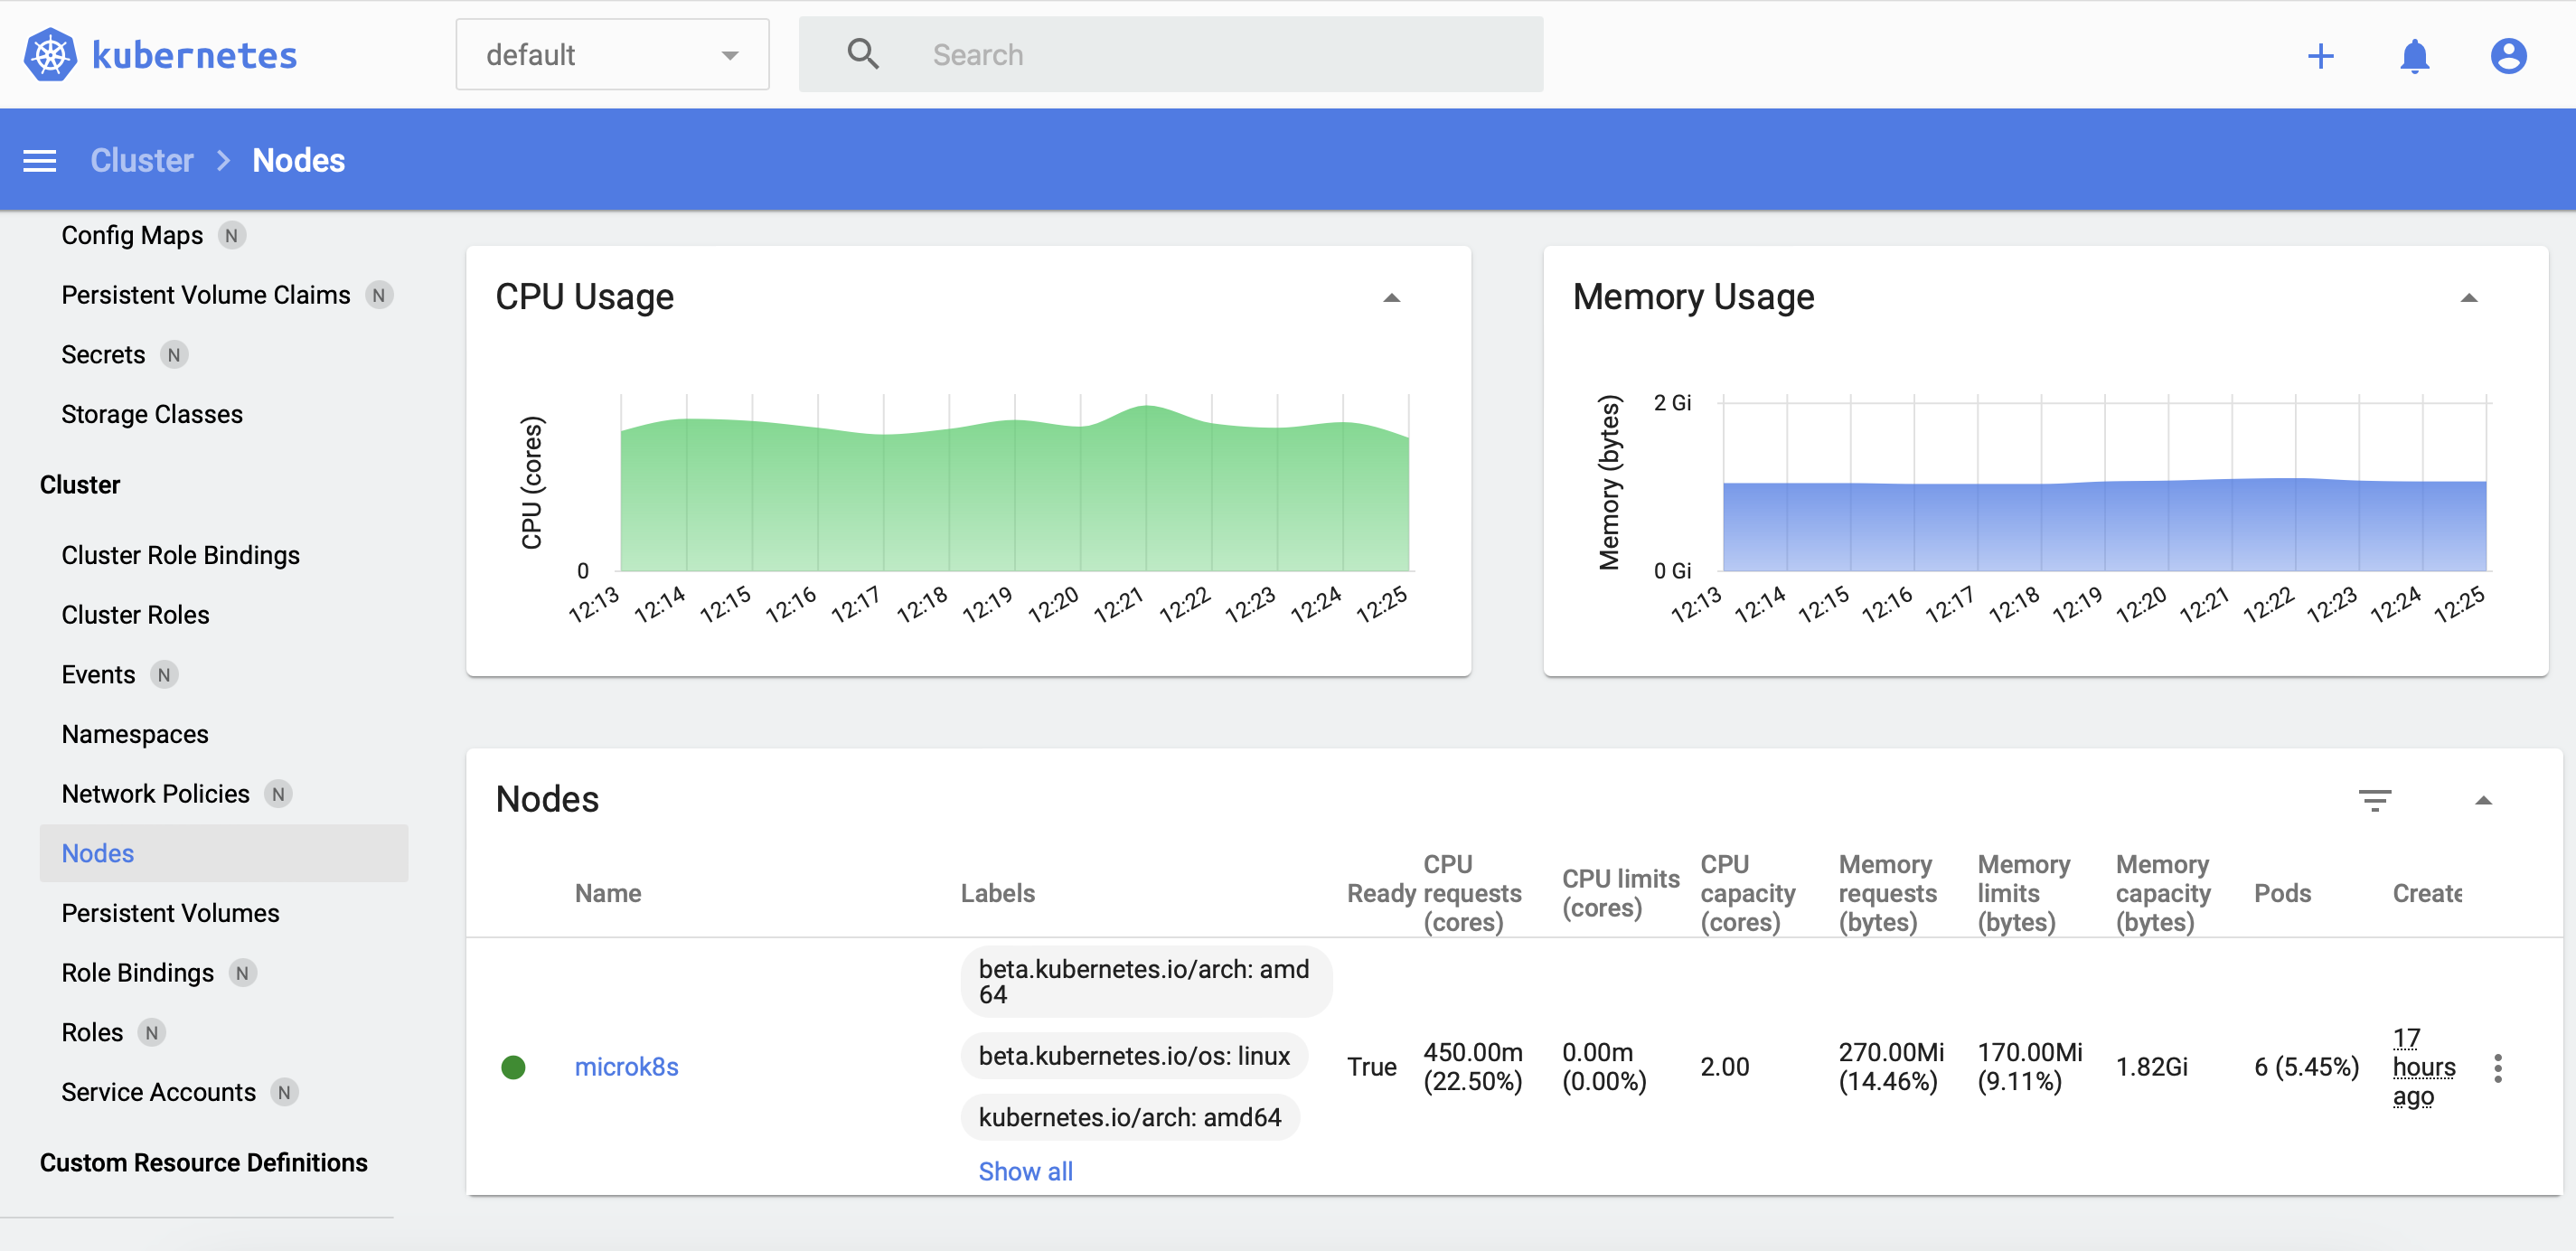 kubernetes
default
Search
Cluster > Nodes
Config Maps N
Persistent Volume Claims N
Secrets N
Storage Classes
Cluster
Cluster Role Bindings
Cluster Roles
Events N
Namespaces
Network Policies N
Nodes
Persistent Volumes
Role Bindings N
Roles N
Service Accounts N
Custom Resource Definitions
CPU Usage
CPU (cores)
0
12:13 12:14 12:15 12:16 12:17 12:18 12:19 12:20 12:21 12:22 12:23 12:24 12:25
Memory Usage
Memory (bytes)
2 Gi
0 Gi
12:13 12:14 12:15 12:16 12:17 12:18 12:19 12:20 12:21 12:22 12:23 12:24 12:25
Nodes
Name
Labels
Ready
CPU
requests
(cores)
CPU limits
(cores)
CPU
capacity
(cores)
Memory
requests
(bytes)
Memory
limits
(bytes)
Memory
capacity
(bytes)
Pods
Create
microk8s
beta.kubernetes.io/arch: amd
64
beta.kubernetes.io/os: linux
kubernetes.io/arch: amd64
Show all
True
450.00m
(22.50%)
0.00m
(0.00%)
2.00
270.00Mi
(14.46%)
170.00Mi
(9.11%)
1.82Gi
6 (5.45%)
17
hours
ago